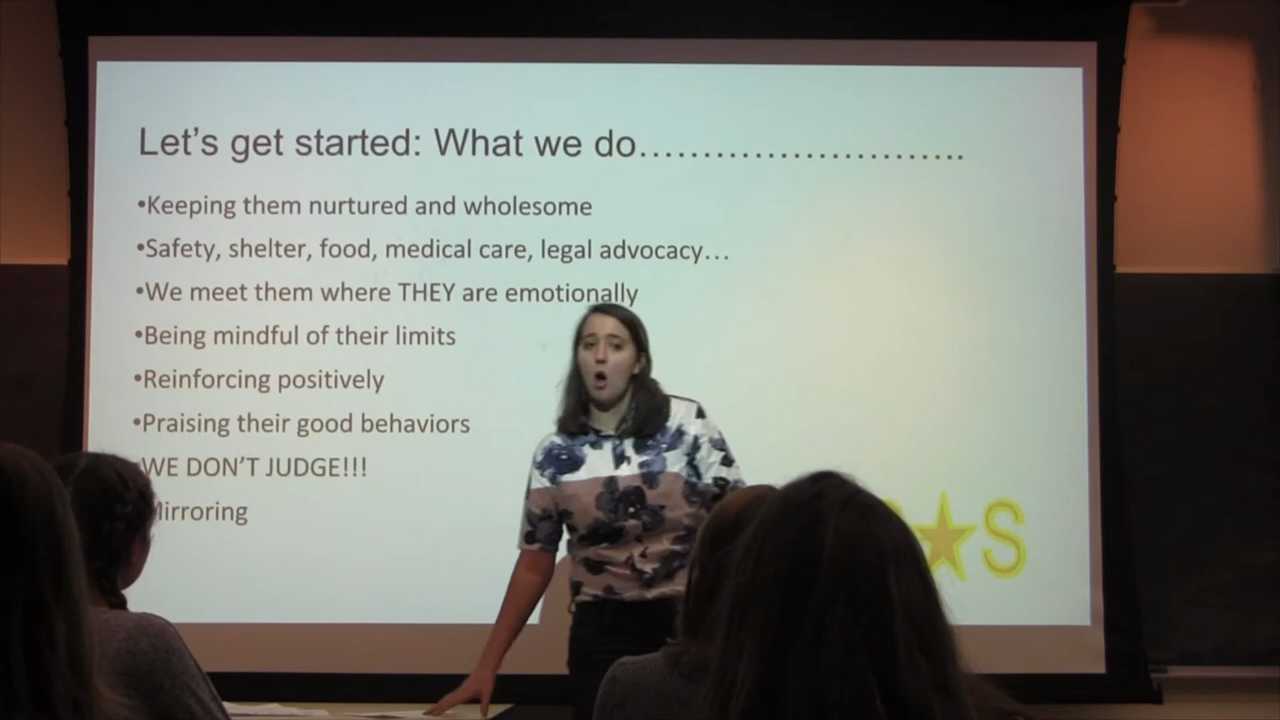 Let's get started: What we do……………………..
•Keeping them nurtured and wholesome
•Safety, shelter, food, medical care, legal advocacy…
•We meet them where THEY are emotionally
•Being mindful of their limits
•Reinforcing positively
•Praising their good behaviors
WE DON'T JUDGE!!!
Mirroring
★S